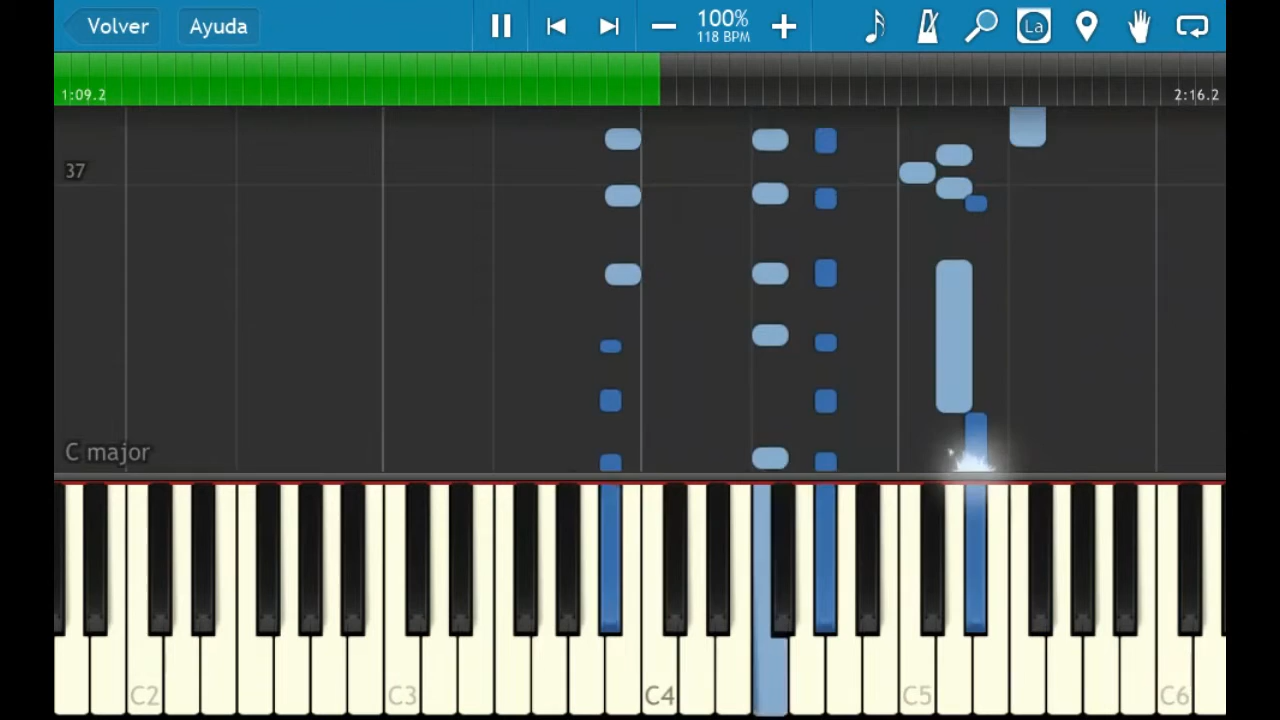 Volver
Ayuda
100%
118 BPM
La
1:09.2
2:16.2
37
C major
C2
C3
C4
C5
C6